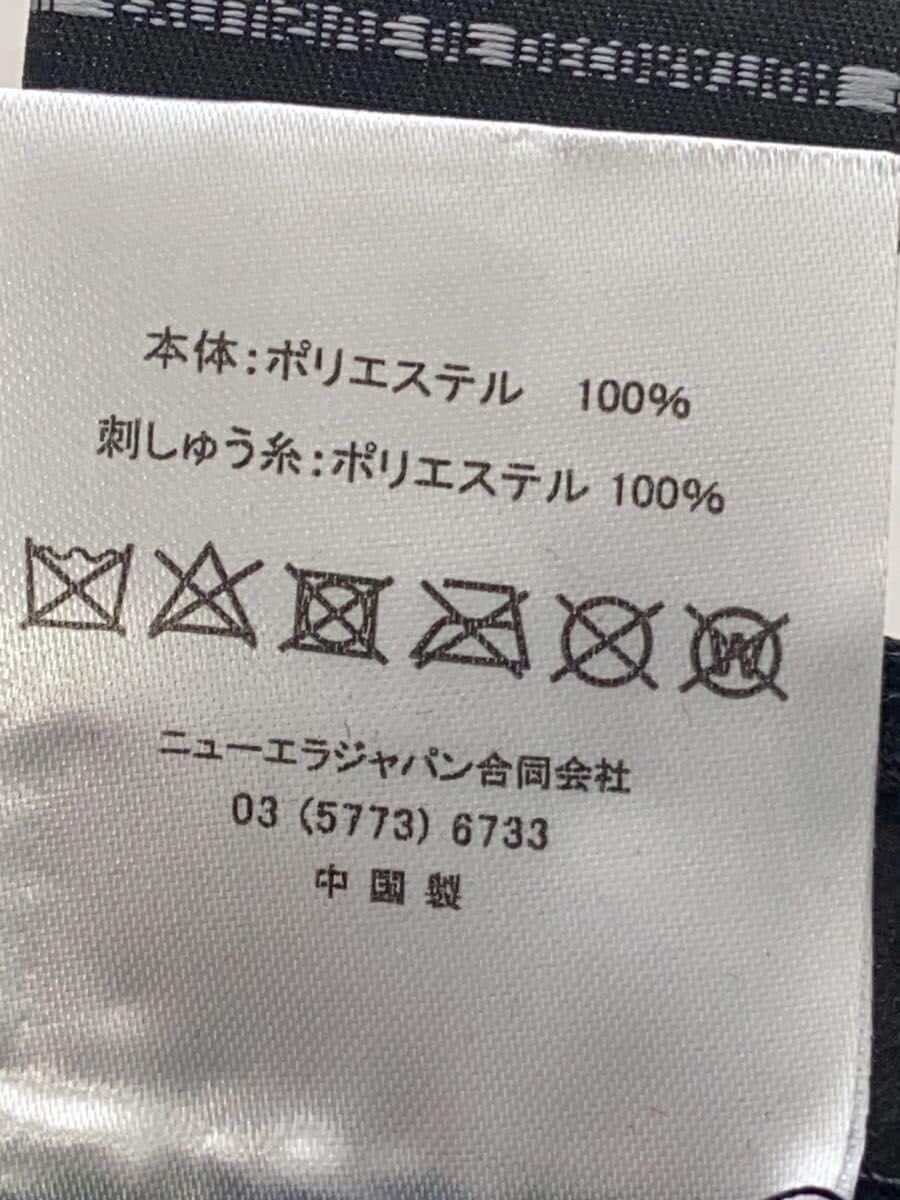 本体:ポリエステル　100%
刺しゅう糸:ポリエステル 100%
W
ニューエラジャパン合同会社
03 (5773) 6733
中国製